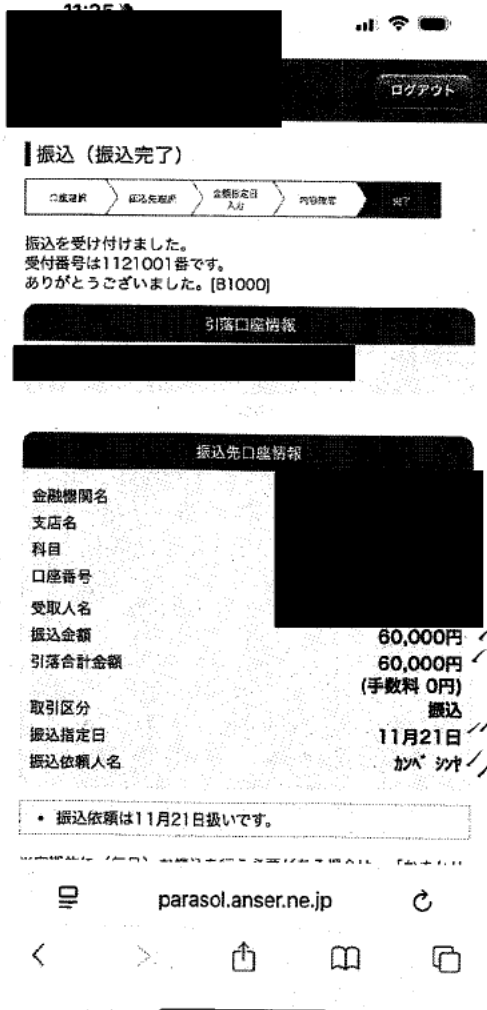 11:25
ログアウト
振込（振込完了）
口座選択
振込先選択
金額指定日
入力
内容確認
完了
振込を受け付けました。
受付番号は1121001番です。
ありがとうございました。[B1000]
引落口座情報
振込先口座情報
金融機関名
支店名
科目
口座番号
受取人名
振込金額 60,000円
引落合計金額 60,000円
(手数料 0円)
取引区分 振込
振込指定日 11月21日
振込依頼人名 ｶﾝﾍﾞ ｼﾝﾔ
・ 振込依頼は11月21日扱いです。
parasol.anser.ne.jp